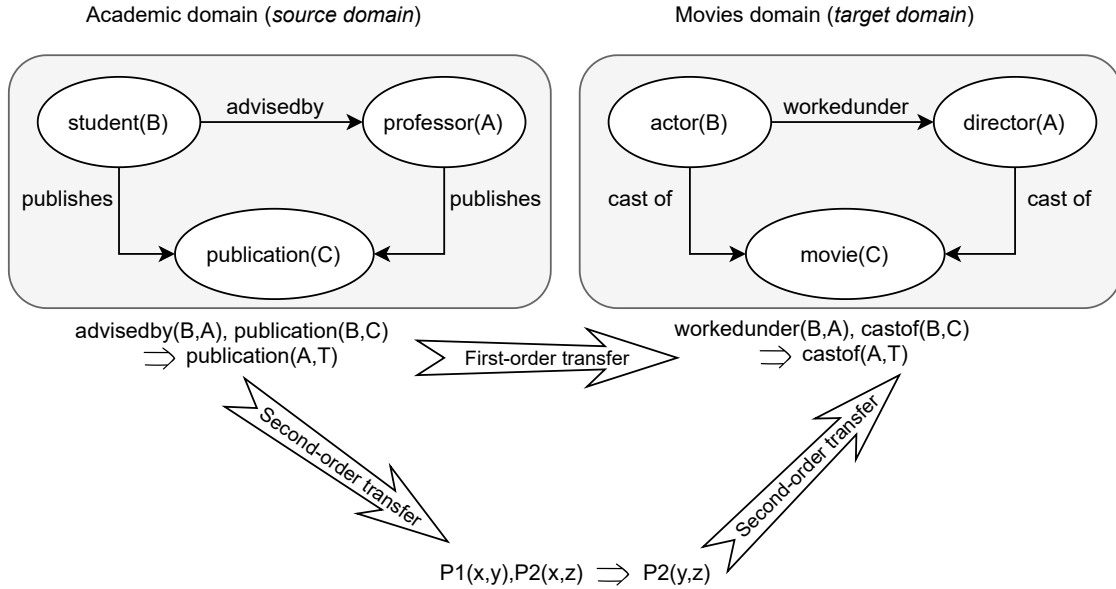 Academic domain (source domain)
Movies domain (target domain)
student(B)
advisedby
professor(A)
publishes
publishes
publication(C)
actor(B)
workedunder
director(A)
cast of
cast of
movie(C)
advisedby(B,A), publication(B,C)
⇒ publication(A,T)
First-order transfer
workedunder(B,A), castof(B,C)
⇒ castof(A,T)
Second-order transfer
Second-order transfer
P1(x,y),P2(x,z) ⇒ P2(y,z)